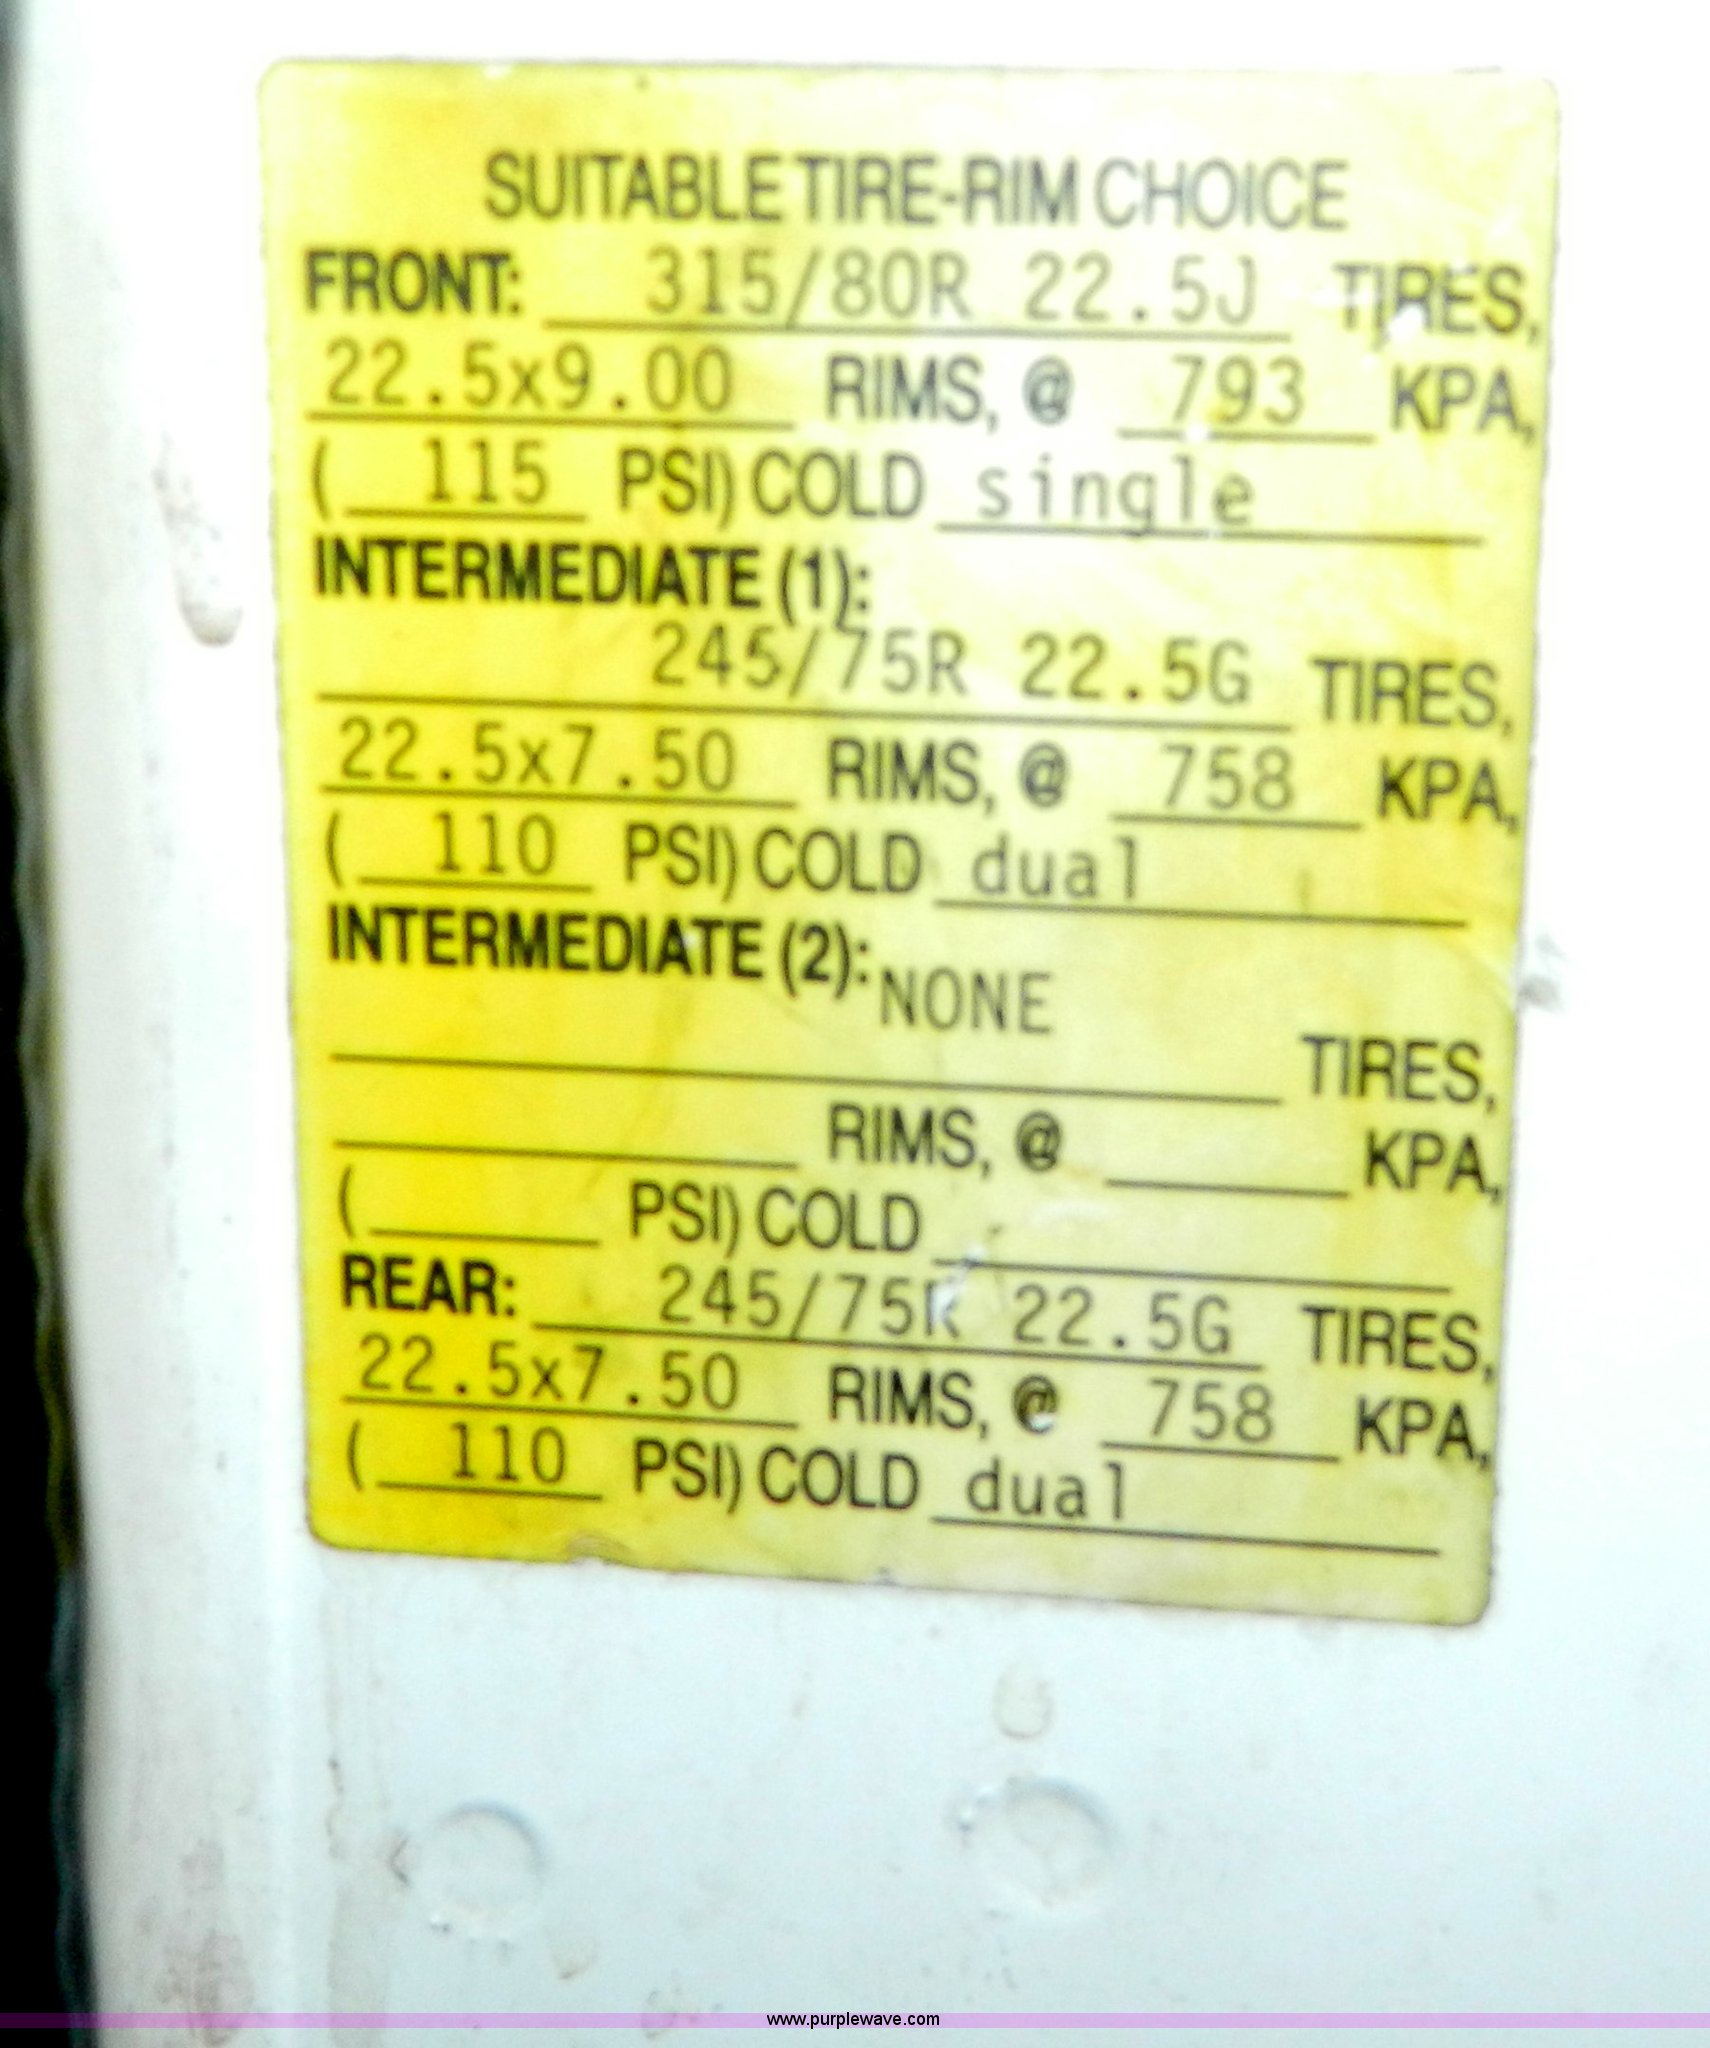 SUITABLE TIRE-RIM CHOICE
FRONT: 315/80R 22.5J TIRES,
22.5x9.00 RIMS, @ 793 KPA,
( 115 PSI) COLD single
INTERMEDIATE (1):
245/75R 22.5G TIRES,
22.5x7.50 RIMS, @ 758 KPA,
( 110 PSI) COLD dual
INTERMEDIATE (2): NONE
TIRES,
RIMS, @ KPA,
( PSI) COLD
REAR: 245/75R 22.5G TIRES,
22.5x7.50 RIMS, @ 758 KPA,
( 110 PSI) COLD dual
www.purplewave.com